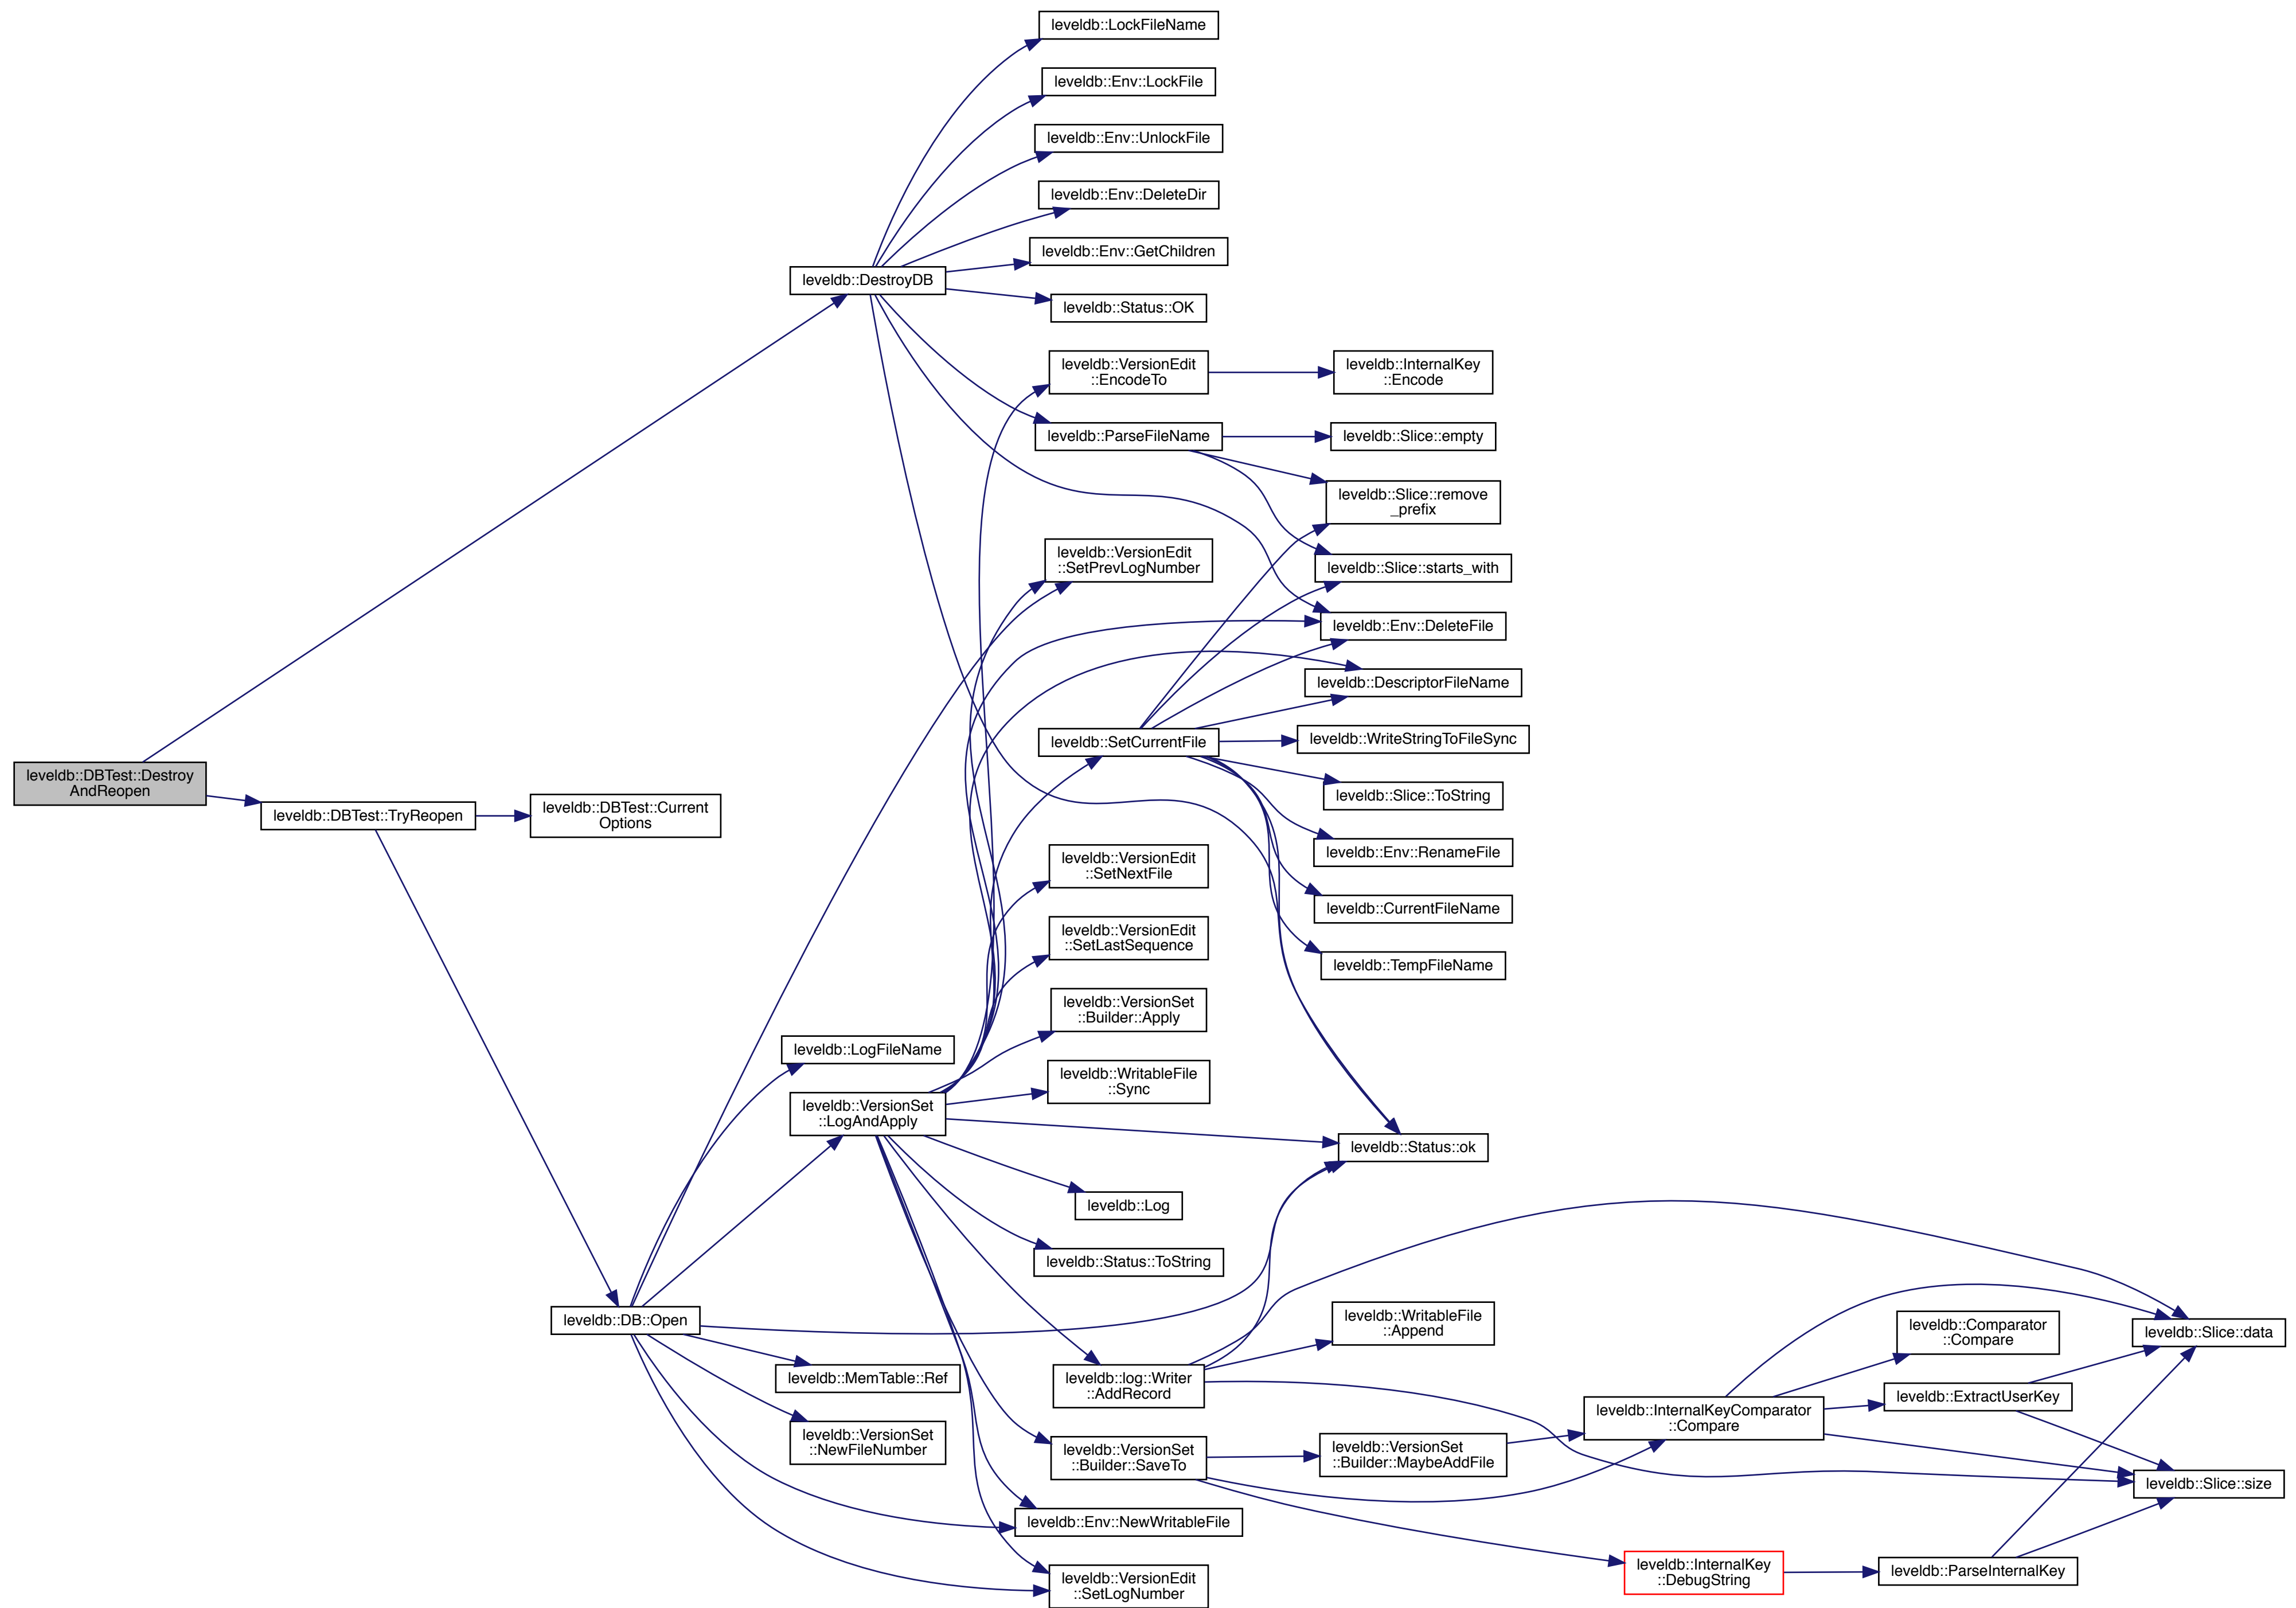 leveldb::DBTest::Destroy
AndReopen
leveldb::DBTest::TryReopen
leveldb::DBTest::Current
Options
leveldb::DestroyDB
leveldb::LogFileName
leveldb::VersionSet
::LogAndApply
leveldb::DB::Open
leveldb::MemTable::Ref
leveldb::VersionSet
::NewFileNumber
leveldb::LockFileName
leveldb::Env::LockFile
leveldb::Env::UnlockFile
leveldb::Env::DeleteDir
leveldb::Env::GetChildren
leveldb::Status::OK
leveldb::VersionEdit
::EncodeTo
leveldb::ParseFileName
leveldb::VersionEdit
::SetPrevLogNumber
leveldb::SetCurrentFile
leveldb::VersionEdit
::SetNextFile
leveldb::VersionEdit
::SetLastSequence
leveldb::VersionSet
::Builder::Apply
leveldb::WritableFile
::Sync
leveldb::Log
leveldb::Status::ToString
leveldb::log::Writer
::AddRecord
leveldb::VersionSet
::Builder::SaveTo
leveldb::Env::NewWritableFile
leveldb::VersionEdit
::SetLogNumber
leveldb::InternalKey
::Encode
leveldb::Slice::empty
leveldb::Slice::remove
_prefix
leveldb::Slice::starts_with
leveldb::Env::DeleteFile
leveldb::DescriptorFileName
leveldb::WriteStringToFileSync
leveldb::Slice::ToString
leveldb::Env::RenameFile
leveldb::CurrentFileName
leveldb::TempFileName
leveldb::Status::ok
leveldb::WritableFile
::Append
leveldb::VersionSet
::Builder::MaybeAddFile
leveldb::InternalKeyComparator
::Compare
leveldb::InternalKey
::DebugString
leveldb::Comparator
::Compare
leveldb::ExtractUserKey
leveldb::ParseInternalKey
leveldb::Slice::data
leveldb::Slice::size